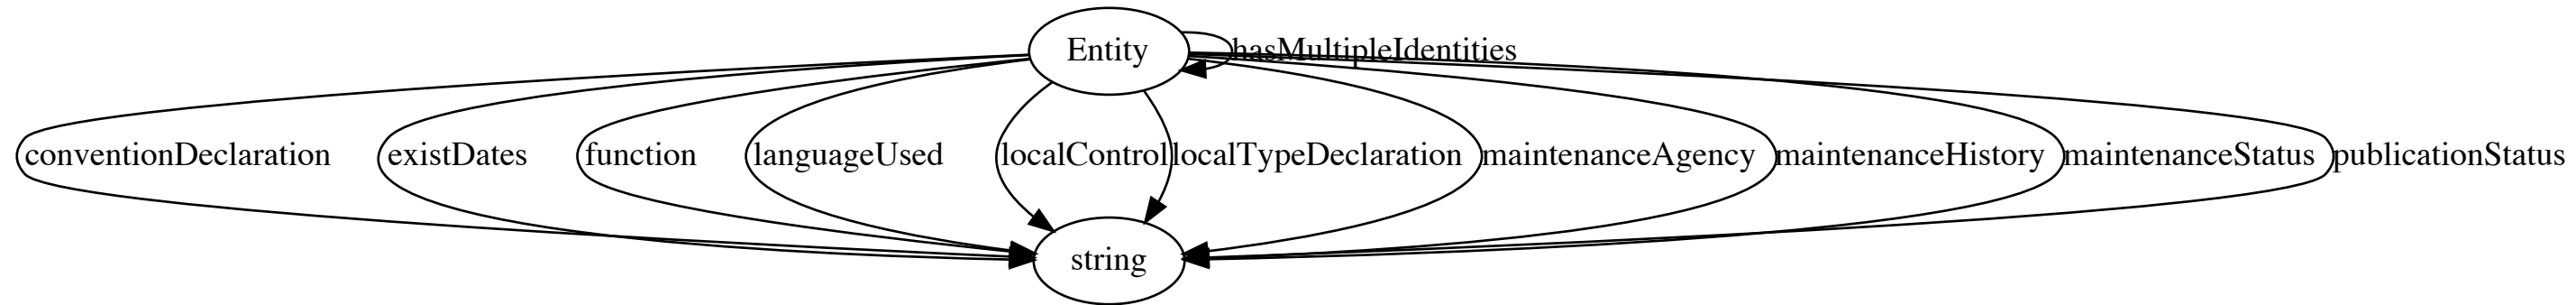 Entity
hasMultipleIdentities
conventionDeclaration
existDates
function
languageUsed
localControl
localTypeDeclaration
maintenanceAgency
maintenanceHistory
maintenanceStatus
publicationStatus
string